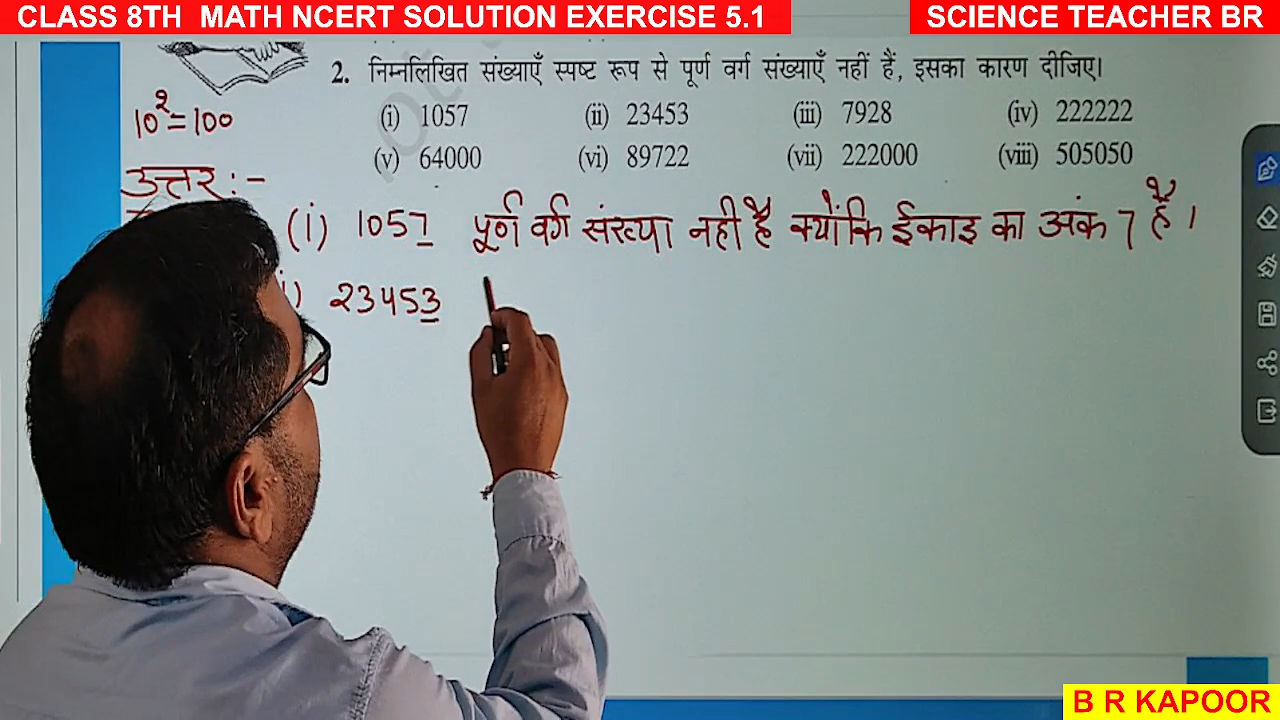 CLASS 8TH MATH NCERT SOLUTION EXERCISE 5.1
SCIENCE TEACHER BR
2. निम्नलिखित संख्याएँ स्पष्ट रूप से पूर्ण वर्ग संख्याएँ नहीं हैं, इसका कारण दीजिए।
(i) 1057 (ii) 23453 (iii) 7928 (iv) 222222
(v) 64000 (vi) 89722 (vii) 222000 (viii) 505050
10²=100
उत्तर:-
(i) 1057 पूर्ण वर्ग संख्या नही है क्योंकि ईकाइ का अंक 7 है।
i) 23453
B R KAPOOR